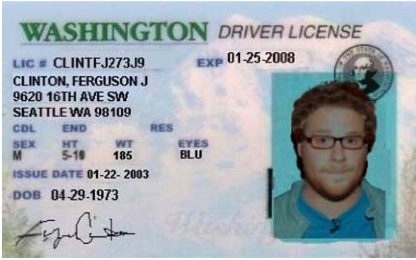 WASHINGTON DRIVER LICENSE
LIC # CLINTFJ273J9 EXP 01-25-2008
CLINTON, FERGUSON J
9620 16TH AVE SW
SEATTLE WA 98109
CDL END RES
SEX HT WT EYES
M 5-10 185 BLU
ISSUE DATE 01-22- 2003
DOB 04-29-1973